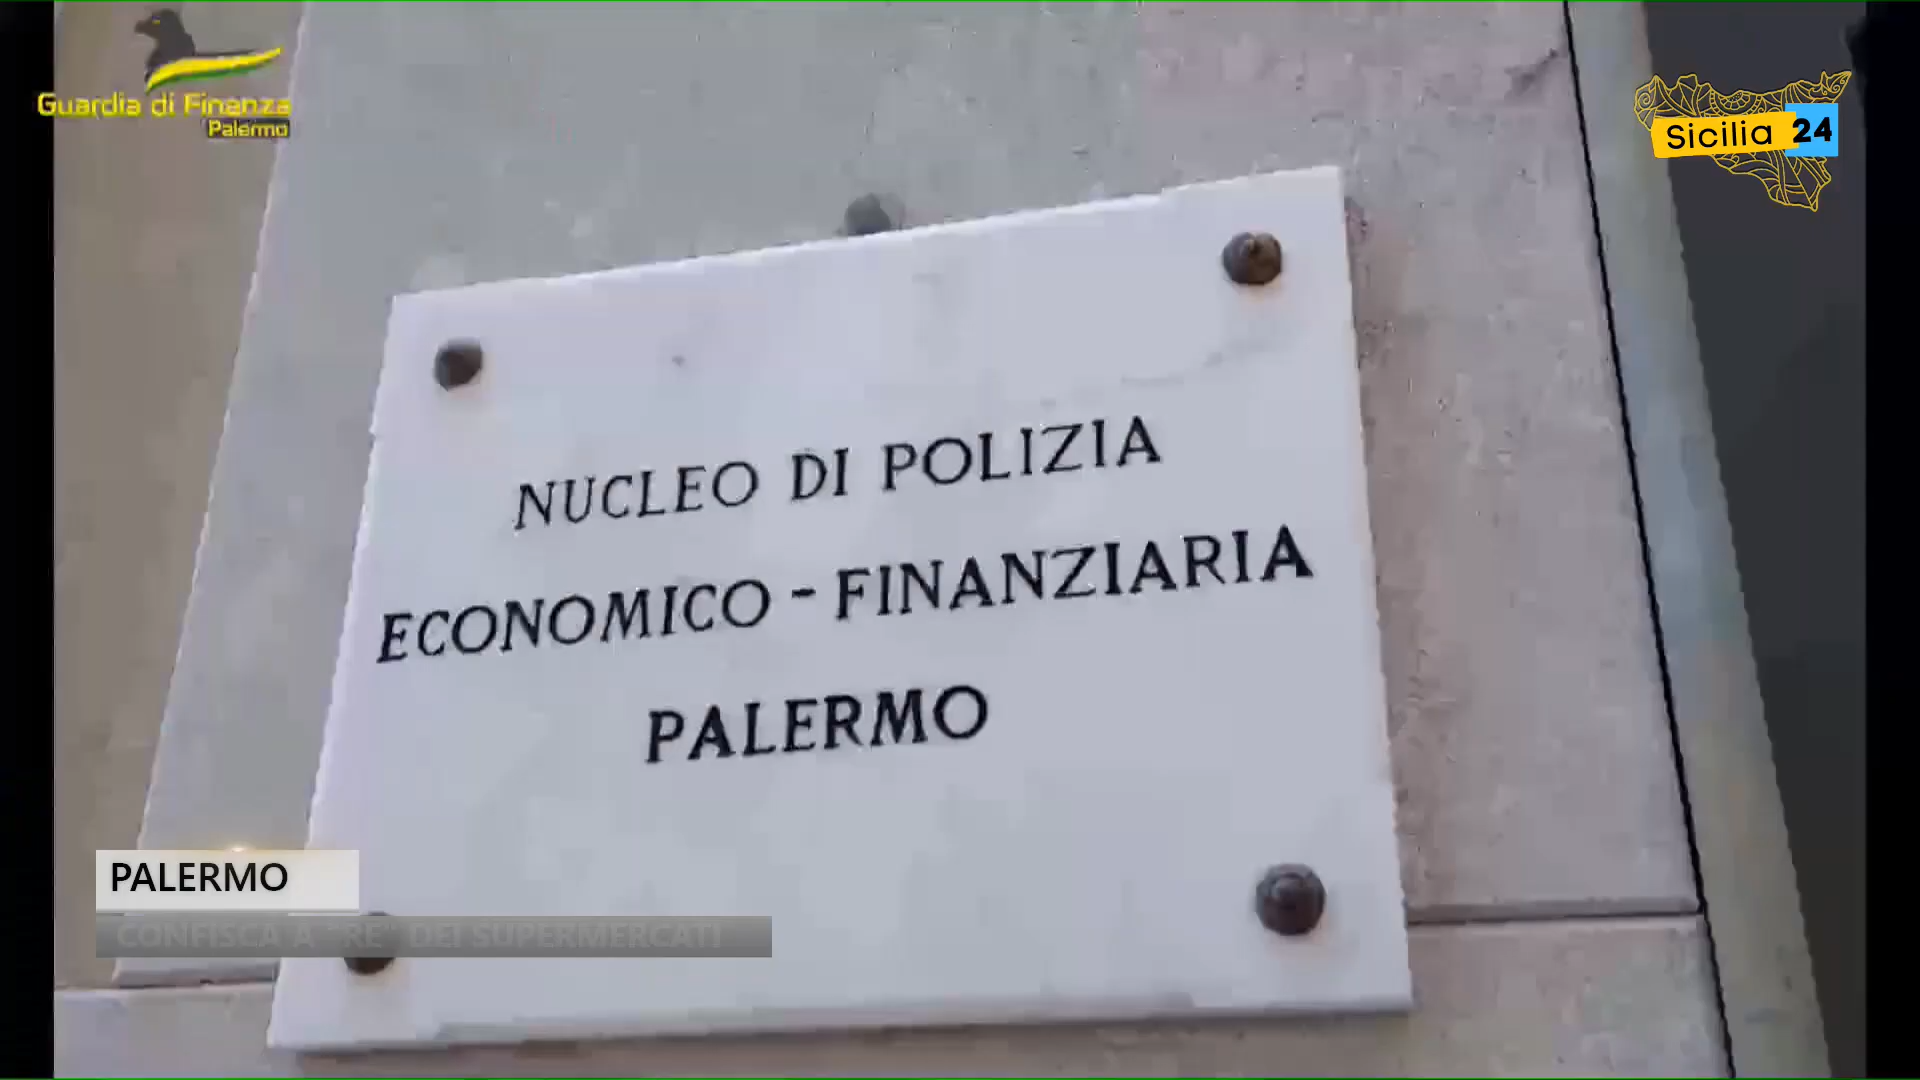 Guardia di Finanza
Palermo
Sicilia 24
NUCLEO DI POLIZIA
ECONOMICO - FINANZIARIA
PALERMO
PALERMO
CONFISCA A "RE" DEI SUPERMERCATI